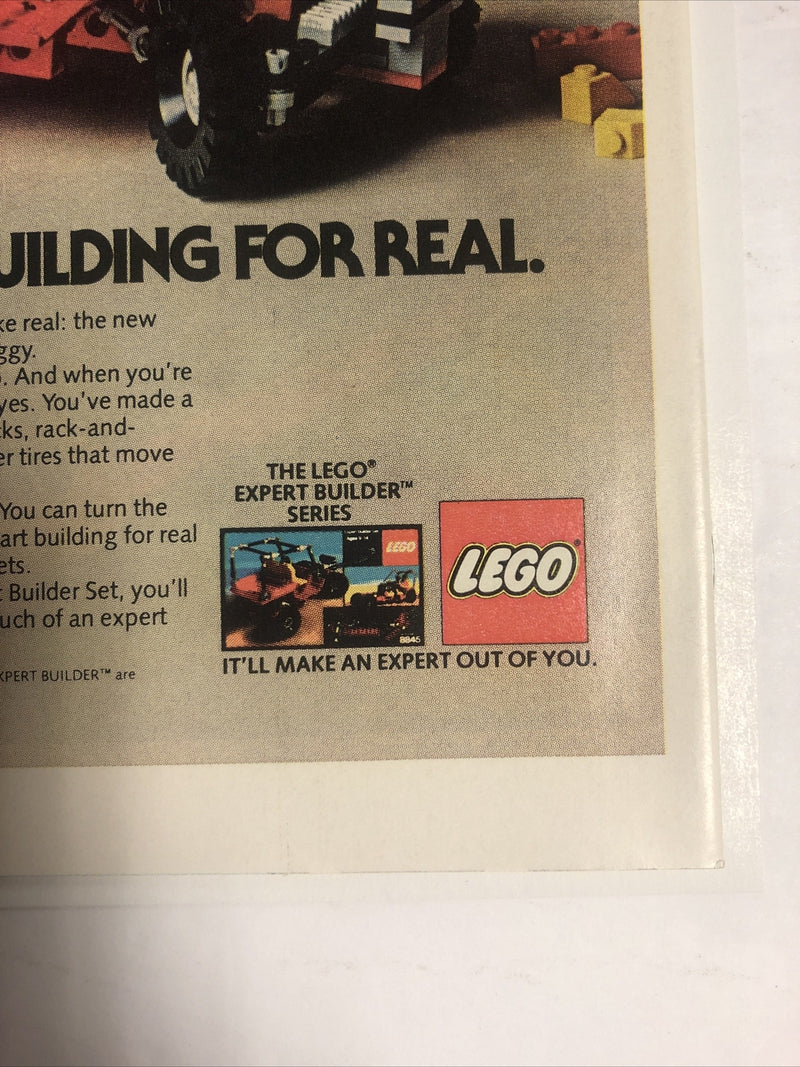 UILDING FOR REAL.
ke real: the new
ggy.
. And when you're
yes. You've made a
ks, rack-and-
er tires that move
You can turn the
art building for real
ets.
t Builder Set, you'll
uch of an expert
XPERT BUILDER™ are
THE LEGO®
EXPERT BUILDER™
SERIES
LEGO
8845
LEGO®
IT'LL MAKE AN EXPERT OUT OF YOU.